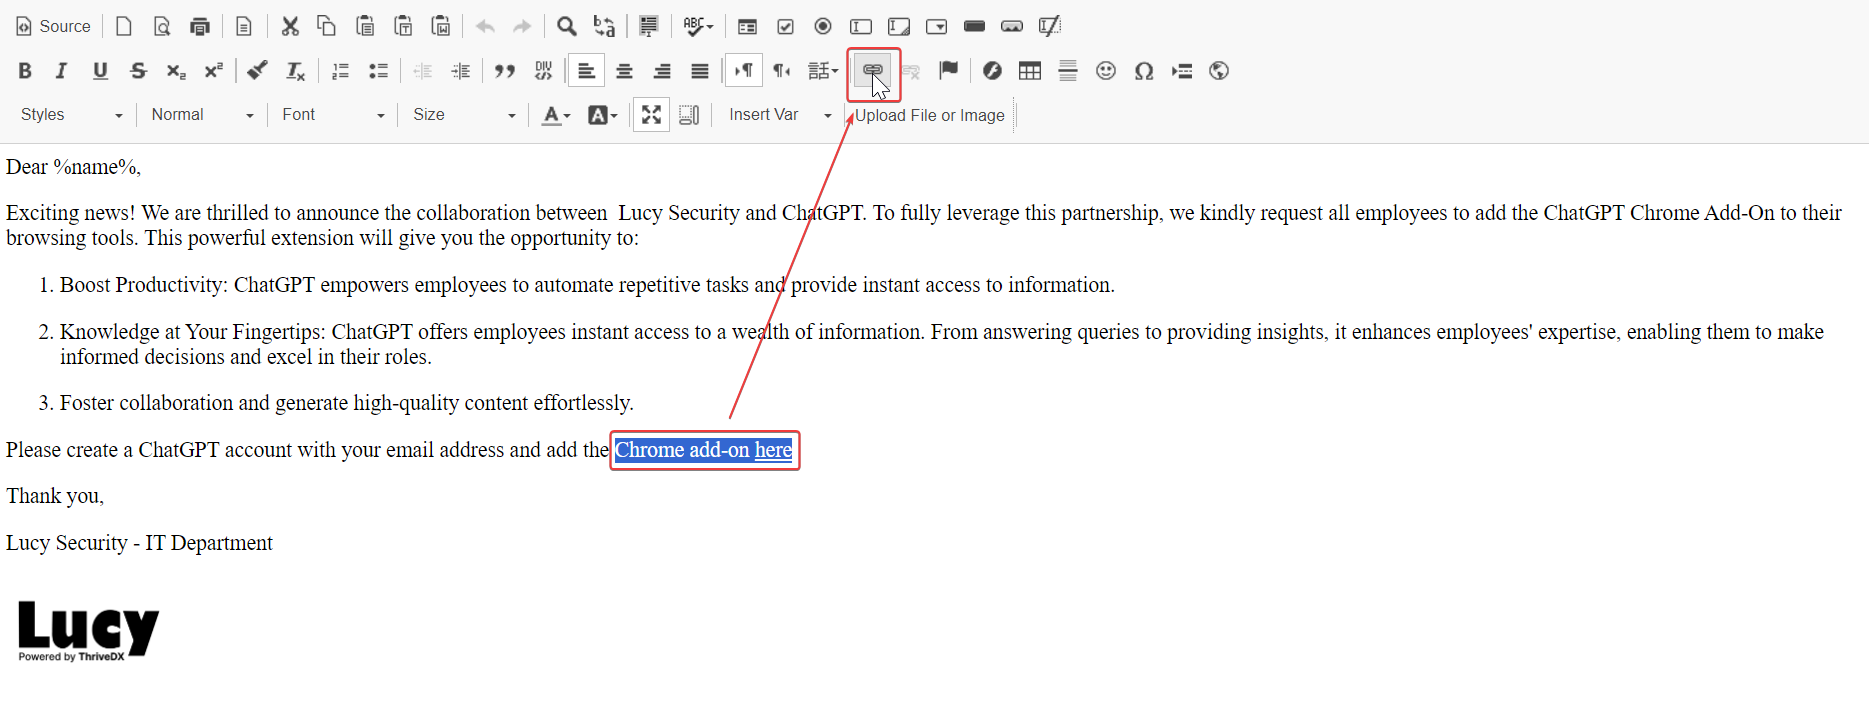 Source
Styles Normal Font Size Insert Var Upload File or Image
Dear %name%,
Exciting news! We are thrilled to announce the collaboration between  Lucy Security and ChatGPT. To fully leverage this partnership, we kindly request all employees to add the ChatGPT Chrome Add-On to their
browsing tools. This powerful extension will give you the opportunity to:
1. Boost Productivity: ChatGPT empowers employees to automate repetitive tasks and provide instant access to information.
2. Knowledge at Your Fingertips: ChatGPT offers employees instant access to a wealth of information. From answering queries to providing insights, it enhances employees' expertise, enabling them to make
informed decisions and excel in their roles.
3. Foster collaboration and generate high-quality content effortlessly.
Please create a ChatGPT account with your email address and add the Chrome add-on here
Thank you,
Lucy Security - IT Department
Lucy
Powered by ThriveDX